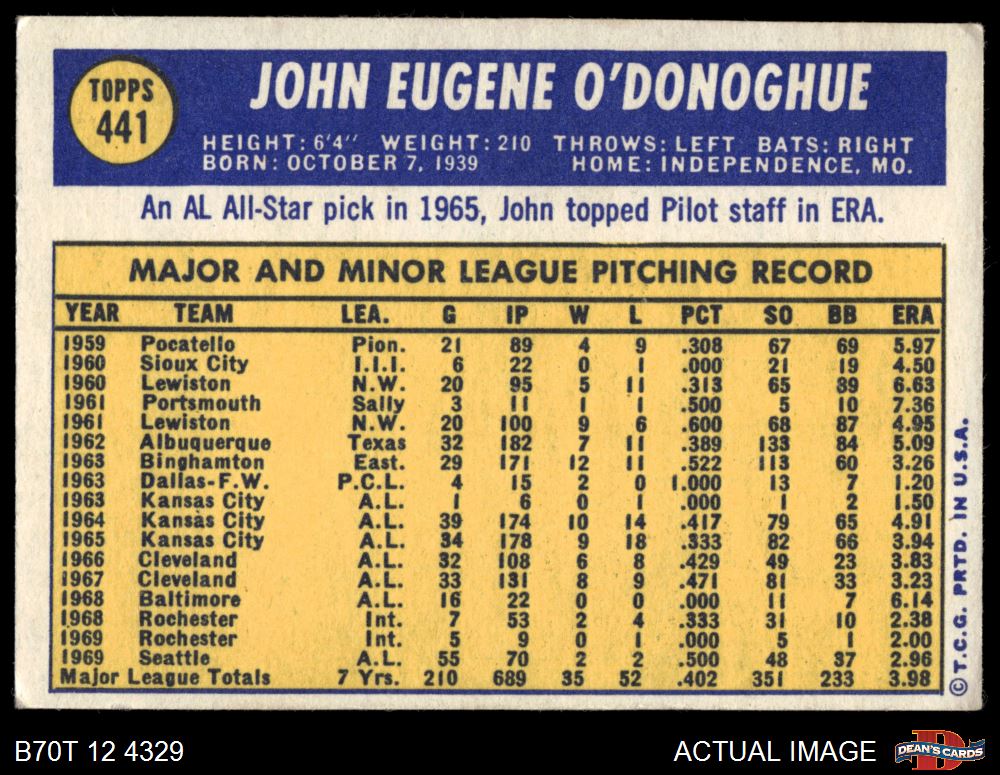 TOPPS
441
JOHN EUGENE O'DONOGHUE
HEIGHT: 6'4" WEIGHT: 210 THROWS: LEFT BATS: RIGHT
BORN: OCTOBER 7, 1939 HOME: INDEPENDENCE, MO.
An AL All-Star pick in 1965, John topped Pilot staff in ERA.
MAJOR AND MINOR LEAGUE PITCHING RECORD
YEAR TEAM LEA. G IP W L PCT SO BB ERA
1959 Pocatello Pion. 21 89 4 9 .308 67 69 5.97
1960 Sioux City I.I.I. 6 22 0 1 .000 21 19 4.50
1960 Lewiston N.W. 20 95 5 11 .313 65 89 6.63
1961 Portsmouth Sally 3 11 1 1 .500 5 10 7.36
1961 Lewiston N.W. 20 100 9 6 .600 68 87 4.95
1962 Albuquerque Texas 32 182 7 11 .389 133 84 5.09
1963 Binghamton East. 29 171 12 11 .522 113 60 3.26
1963 Dallas-F.W. P.C.L. 4 15 2 0 1.000 13 7 1.20
1963 Kansas City A.L. 1 6 0 1 .000 1 2 1.50
1964 Kansas City A.L. 39 174 10 14 .417 79 65 4.91
1965 Kansas City A.L. 34 178 9 18 .333 82 66 3.94
1966 Cleveland A.L. 32 108 6 8 .429 49 23 3.83
1967 Cleveland A.L. 33 131 8 9 .471 81 33 3.23
1968 Baltimore A.L. 16 22 0 0 .000 11 7 6.14
1968 Rochester Int. 7 53 2 4 .333 31 10 2.38
1969 Rochester Int. 5 9 0 1 .000 5 1 2.00
1969 Seattle A.L. 55 70 2 2 .500 48 37 2.96
Major League Totals 7 Yrs. 210 689 35 52 .402 351 233 3.98
© T.C.G. PRTD. IN U.S.A.
B70T 12 4329
ACTUAL IMAGE
DEAN'S CARDS